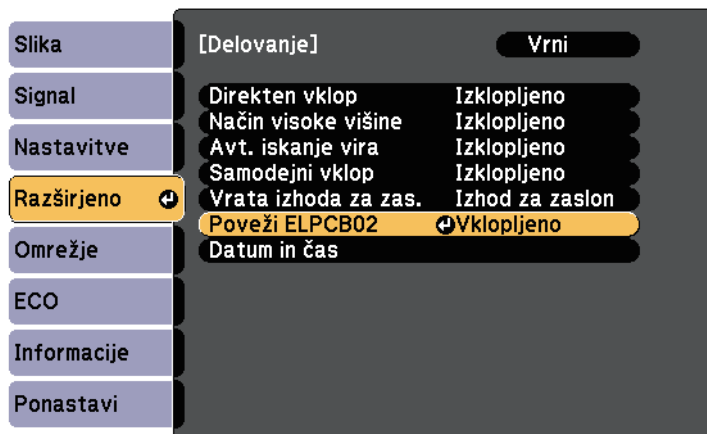 Slika
Signal
Nastavitve
Razširjeno
Omrežje
ECO
Informacije
Ponastavi
[Delovanje] Vrni
Direkten vklop Izklopljeno
Način visoke višine Izklopljeno
Avt. iskanje vira Izklopljeno
Samodejni vklop Izklopljeno
Vrata izhoda za zas. Izhod za zaslon
Poveži ELPCB02 Vklopljeno
Datum in čas